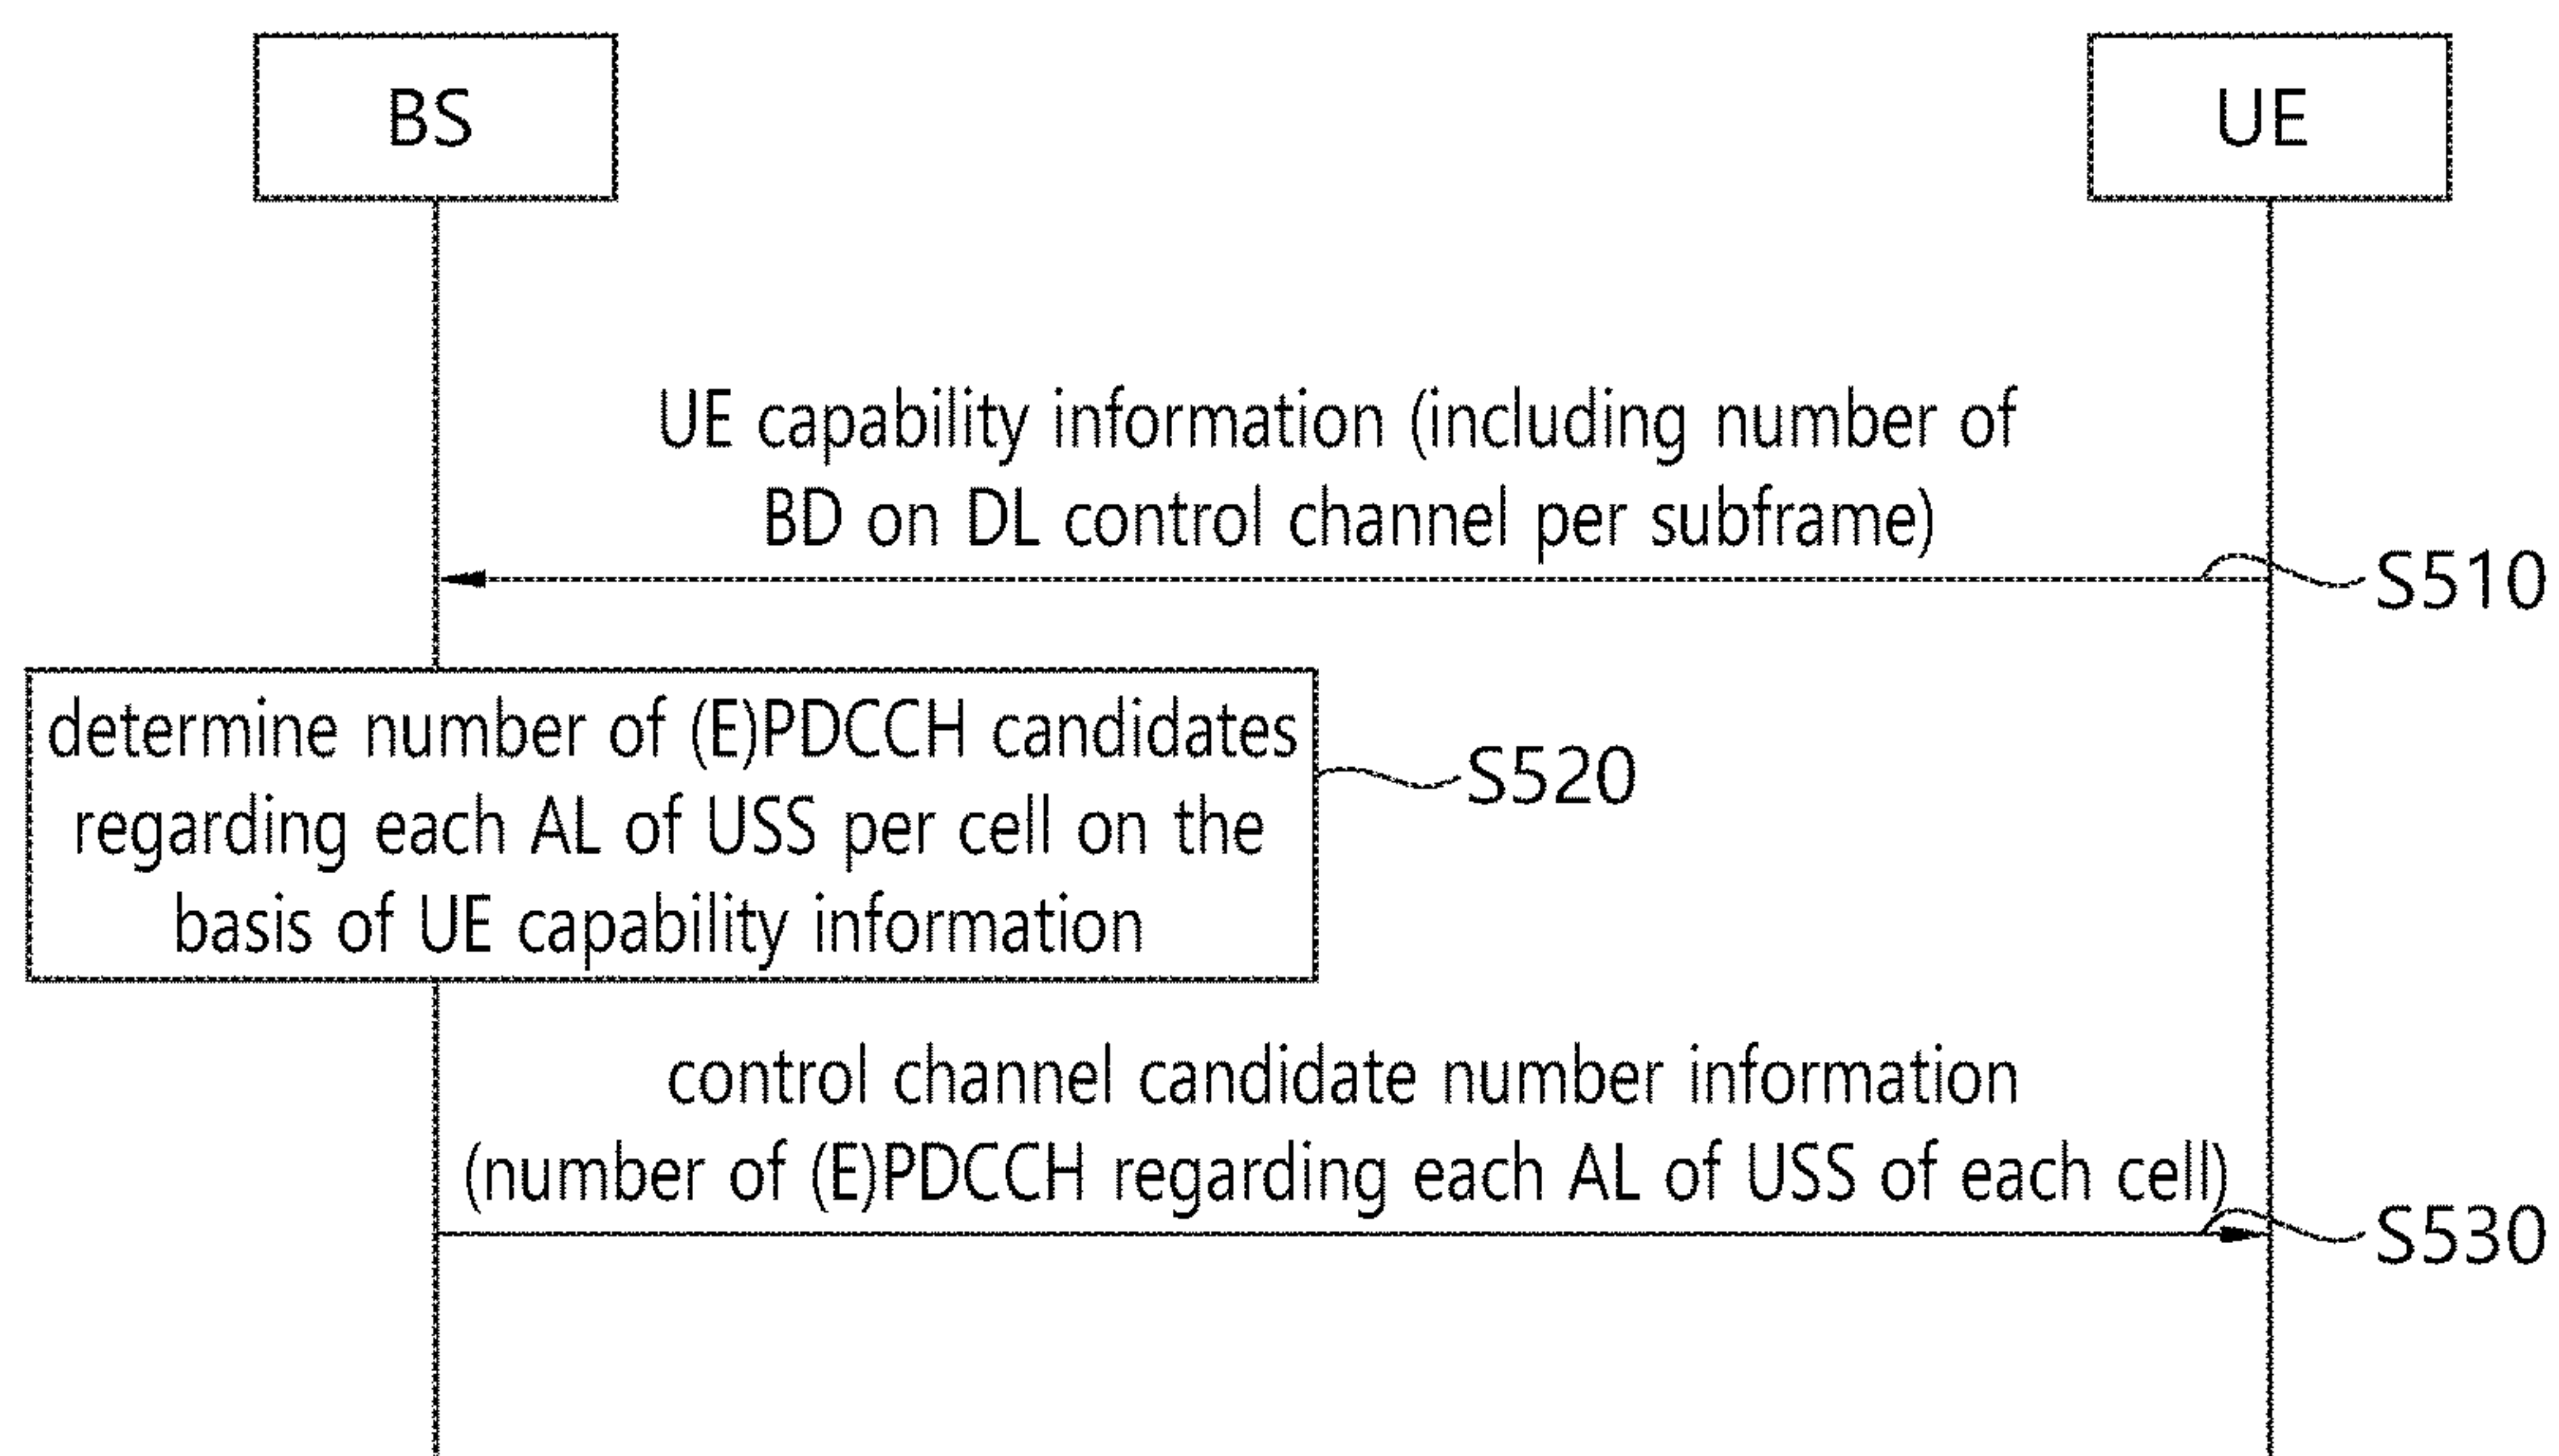 BS
UE
UE capability information (including number of
BD on DL control channel per subframe)
S510
determine number of (E)PDCCH candidates
regarding each AL of USS per cell on the
basis of UE capability information
S520
control channel candidate number information
(number of (E)PDCCH regarding each AL of USS of each cell)
S530